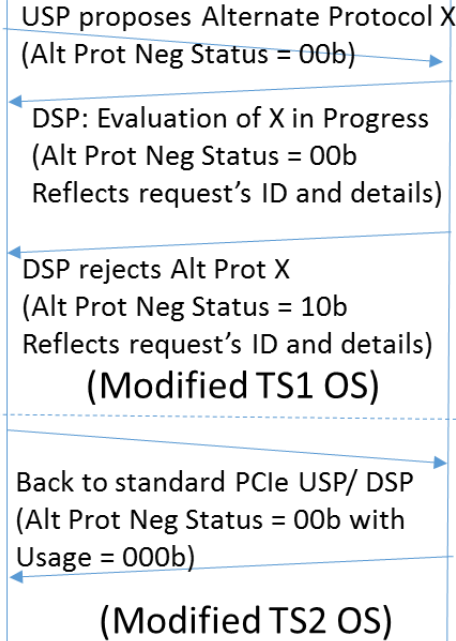 USP proposes Alternate Protocol X
(Alt Prot Neg Status = 00b)
DSP: Evaluation of X in Progress
(Alt Prot Neg Status = 00b
Reflects request's ID and details)
DSP rejects Alt Prot X
(Alt Prot Neg Status = 10b
Reflects request's ID and details)
(Modified TS1 OS)
Back to standard PCIe USP/ DSP
(Alt Prot Neg Status = 00b with
Usage = 000b)
(Modified TS2 OS)